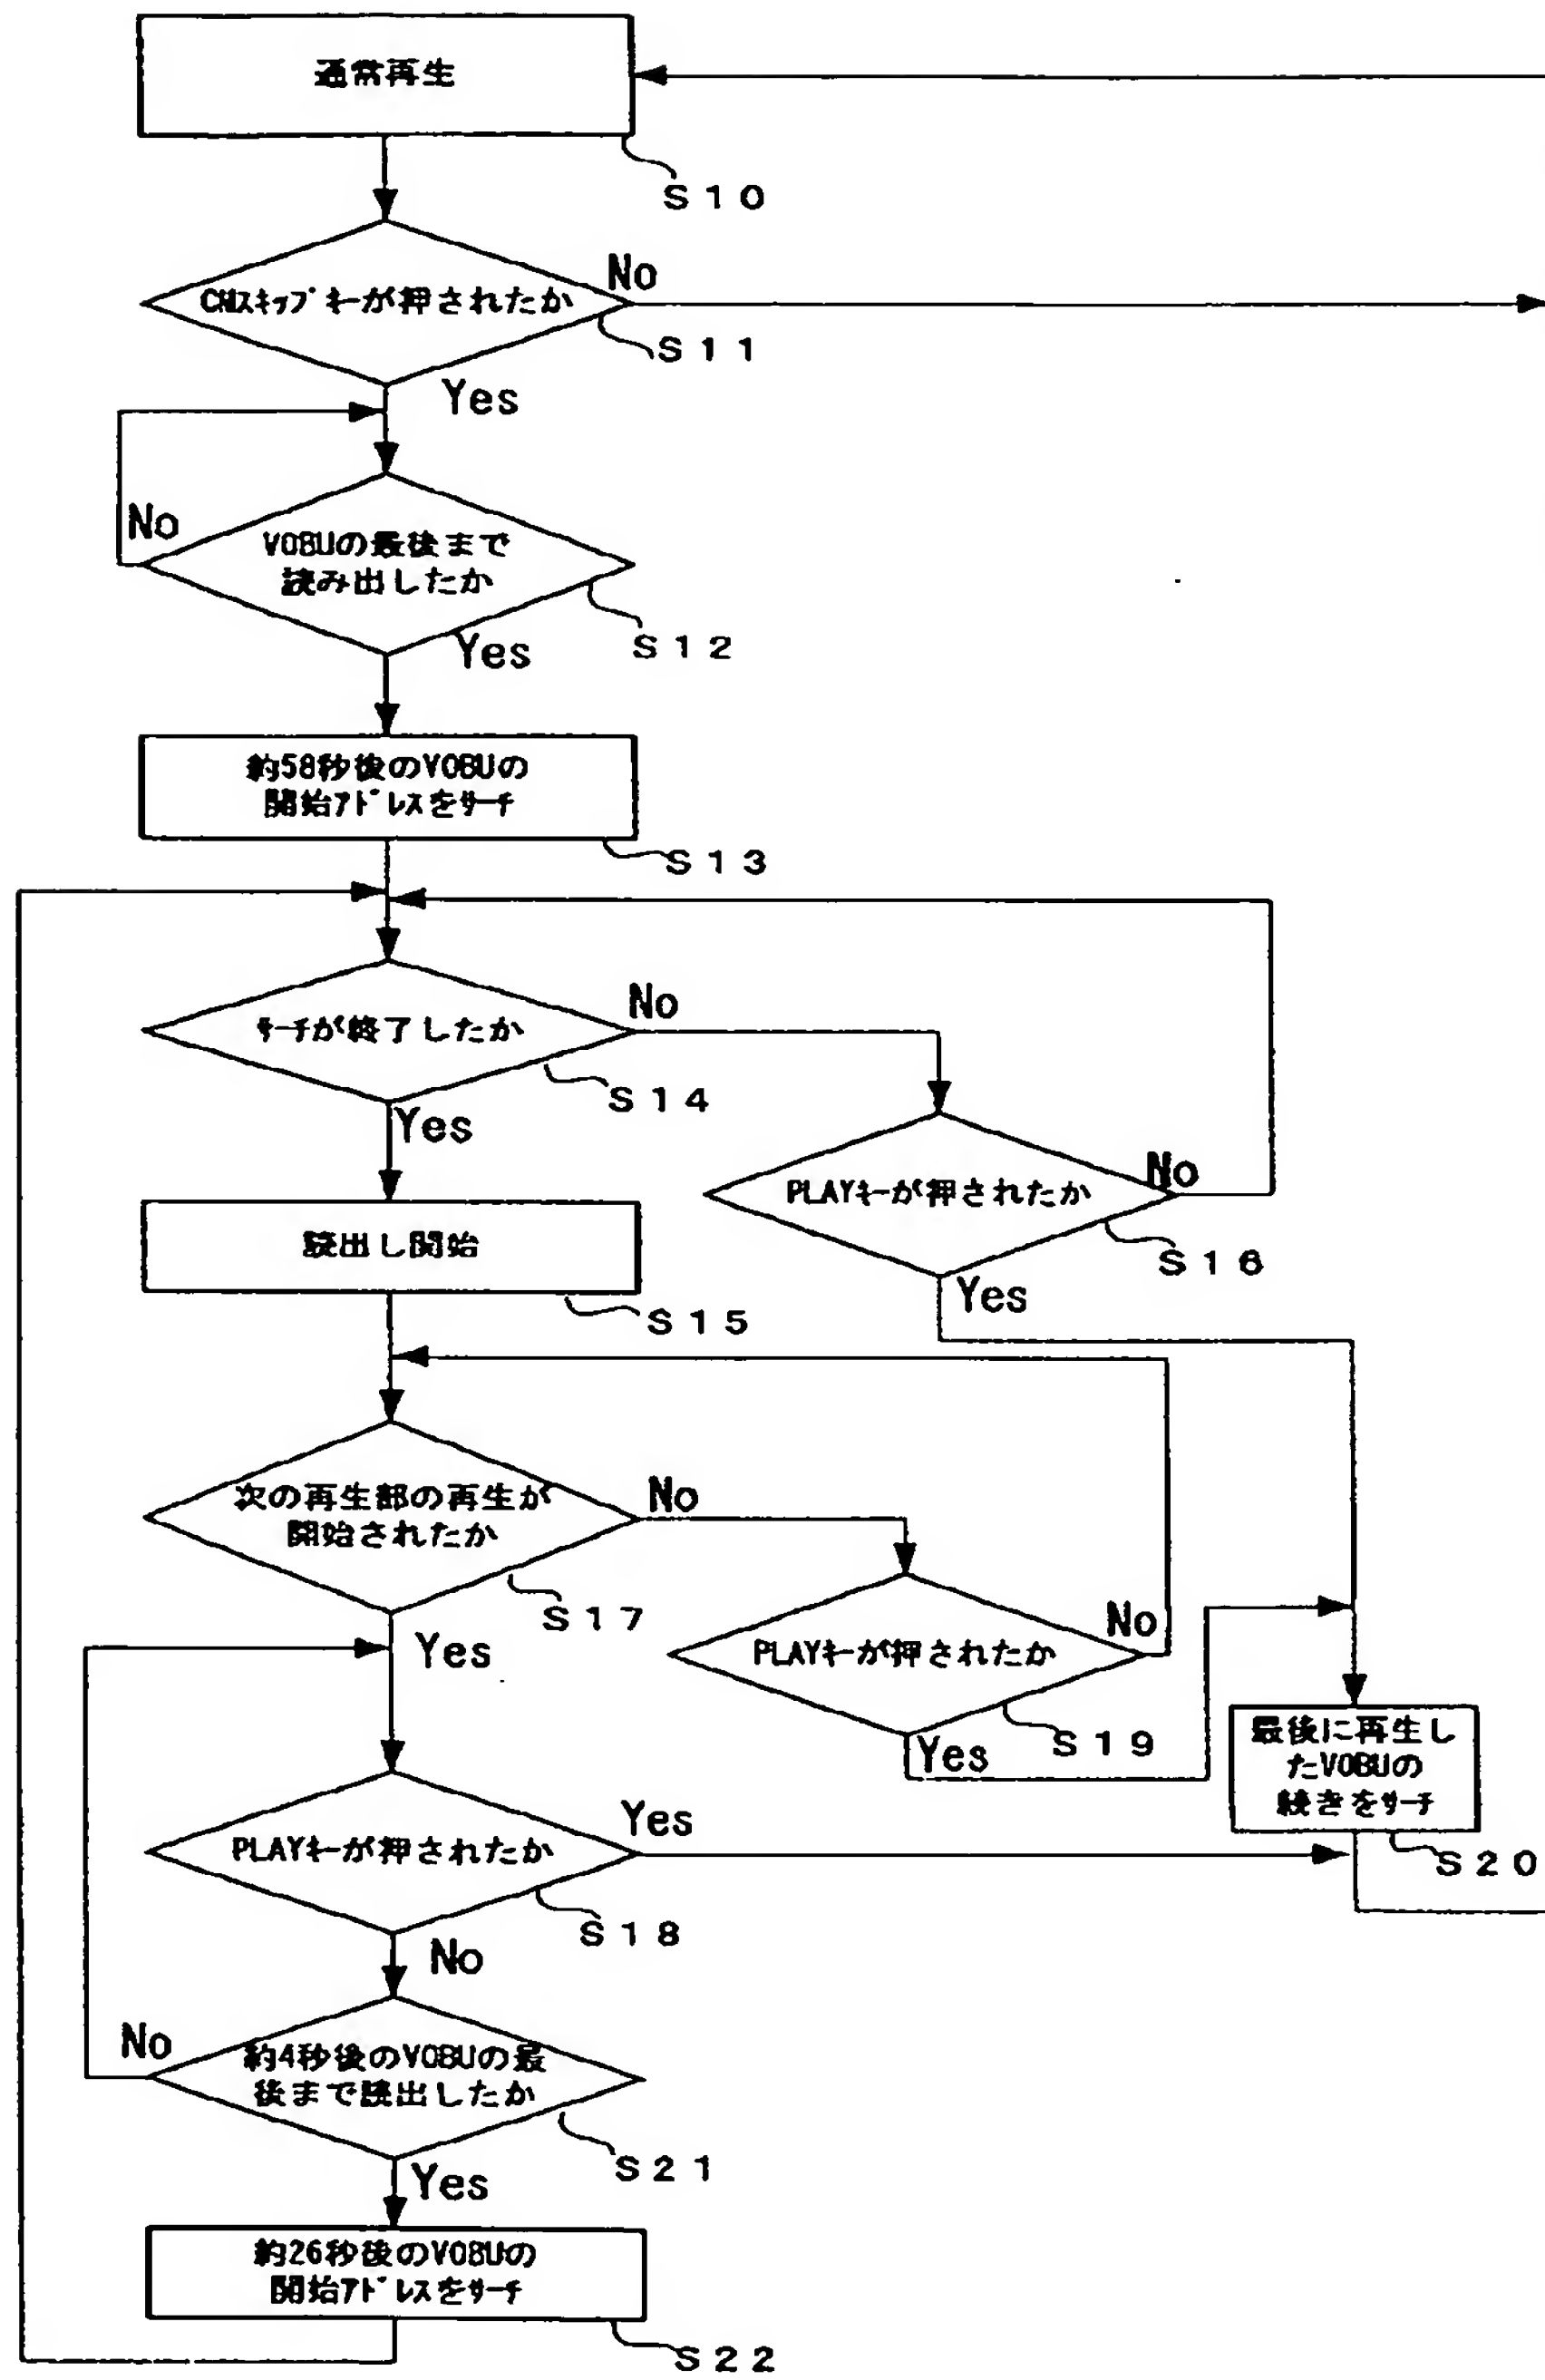 通常再生
S10
CMｽｷｯﾌﾟｷーが押されたか
No
S11
Yes
No
VOBUの最後まで
読み出したか
S12
Yes
約58秒後のVOBUの
開始ｱﾄﾞﾚｽをｻーﾁ
S13
ｻーﾁが終了したか
No
S14
Yes
PLAYｷーが押されたか
No
S16
Yes
読出し開始
S15
次の再生部の再生が
開始されたか
No
S17
Yes
PLAYｷーが押されたか
No
S19
Yes
最後に再生し
たVOBUの
続きをｻーﾁ
S20
PLAYｷーが押されたか
Yes
S18
No
No
約4秒後のVOBUの最
後まで読出したか
S21
Yes
約26秒後のVOBUの
開始ｱﾄﾞﾚｽをｻーﾁ
S22